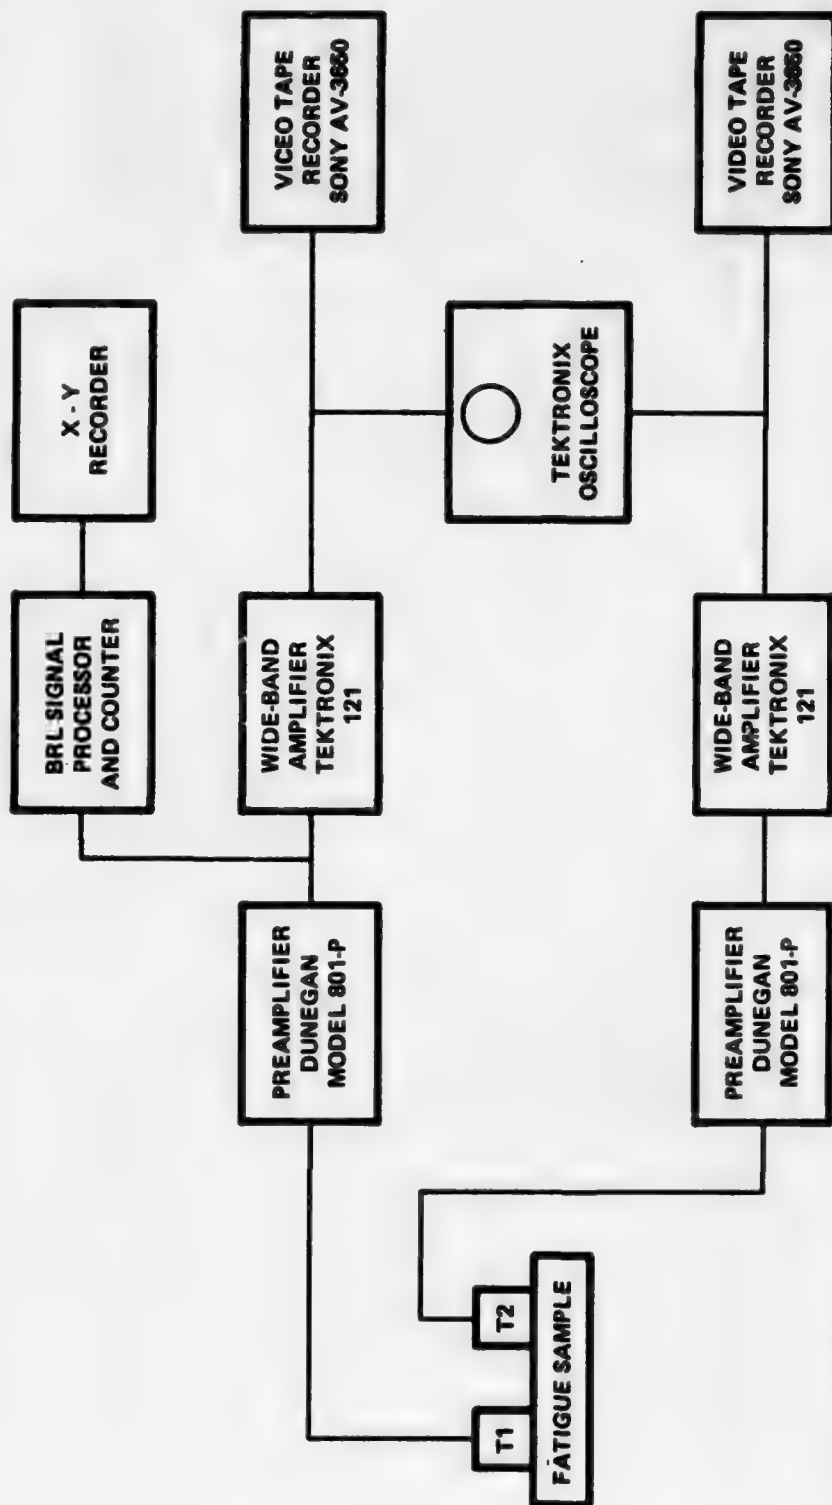 BRL SIGNAL
PROCESSOR
AND COUNTER
X - Y
RECORDER
PREAMPLIFIER
DUNEGAN
MODEL 801-P
WIDE-BAND
AMPLIFIER
TEKTRONIX
121
VICEO TAPE
RECORDER
SONY AV-3650
T1
T2
FATIGUE SAMPLE
TEKTRONIX
OSCILLOSCOPE
PREAMPLIFIER
DUNEGAN
MODEL 801-P
WIDE-BAND
AMPLIFIER
TEKTRONIX
121
VIDEO TAPE
RECORDER
SONY AV-3650